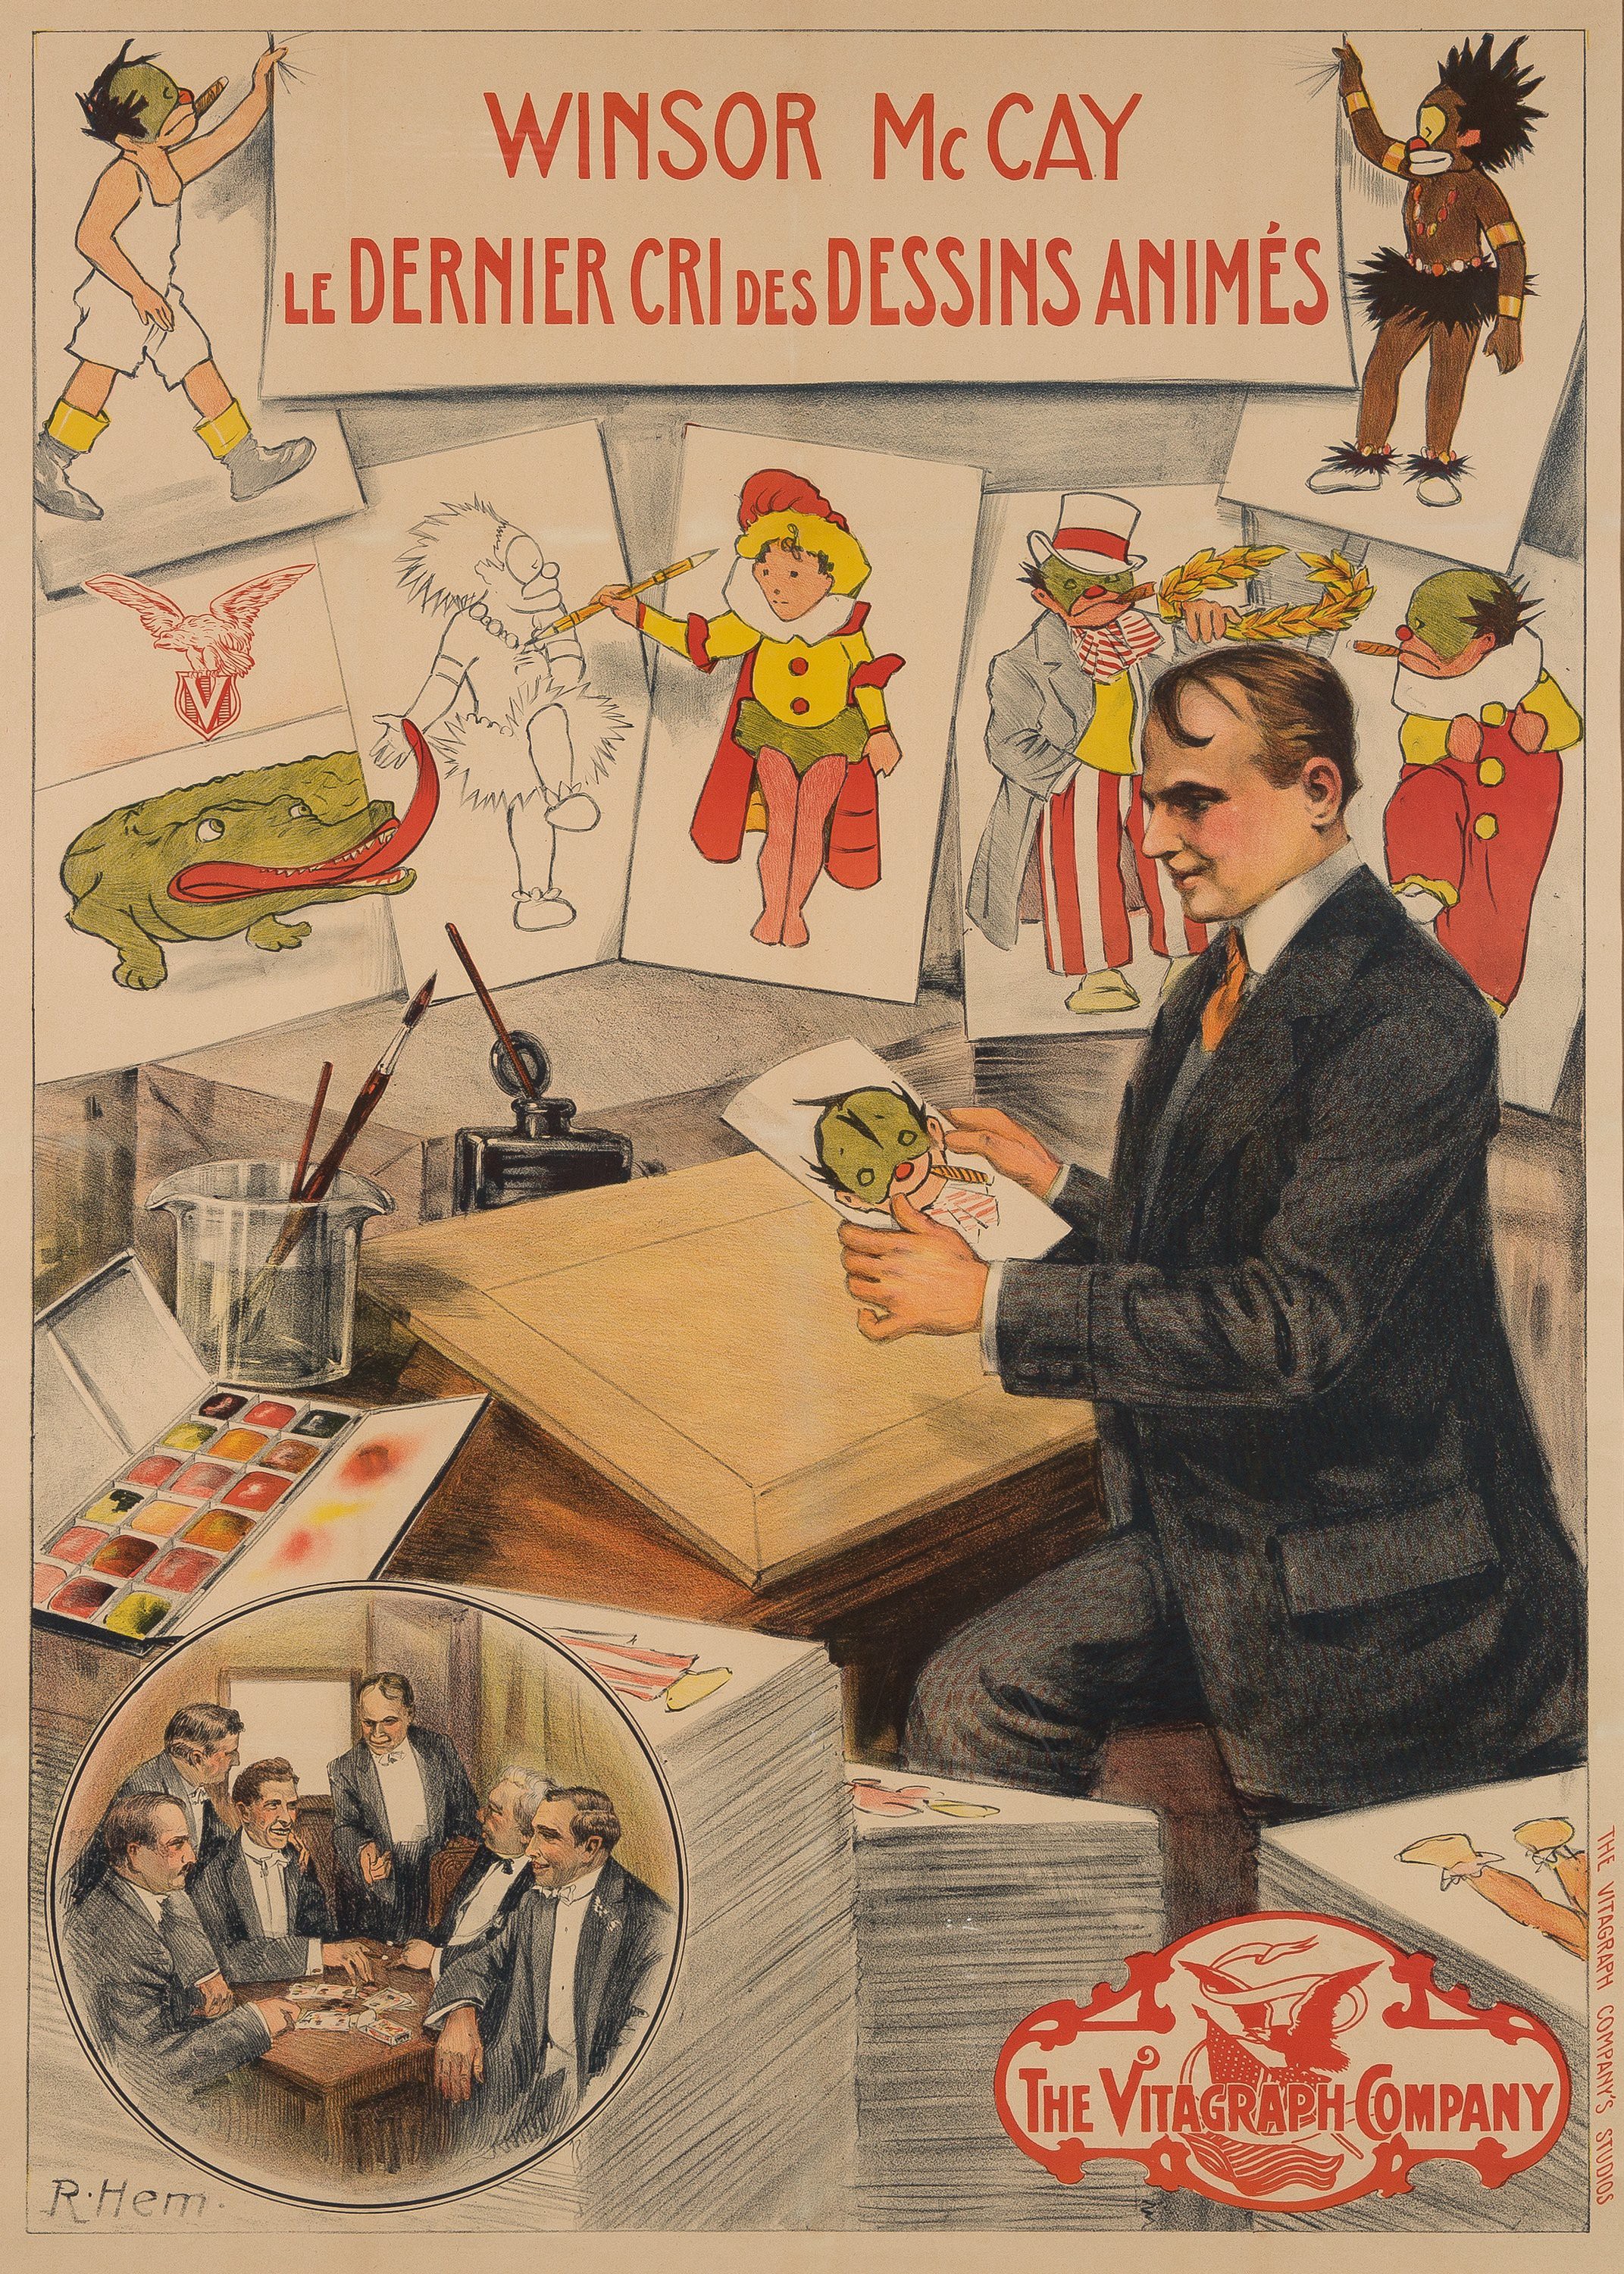 WINSOR McCAY
LE DERNIER CRI DES DESSINS ANIMÉS
V
THE VITAGRAPH COMPANY
THE VITAGRAPH COMPANY'S STUDIOS
R·Hem.